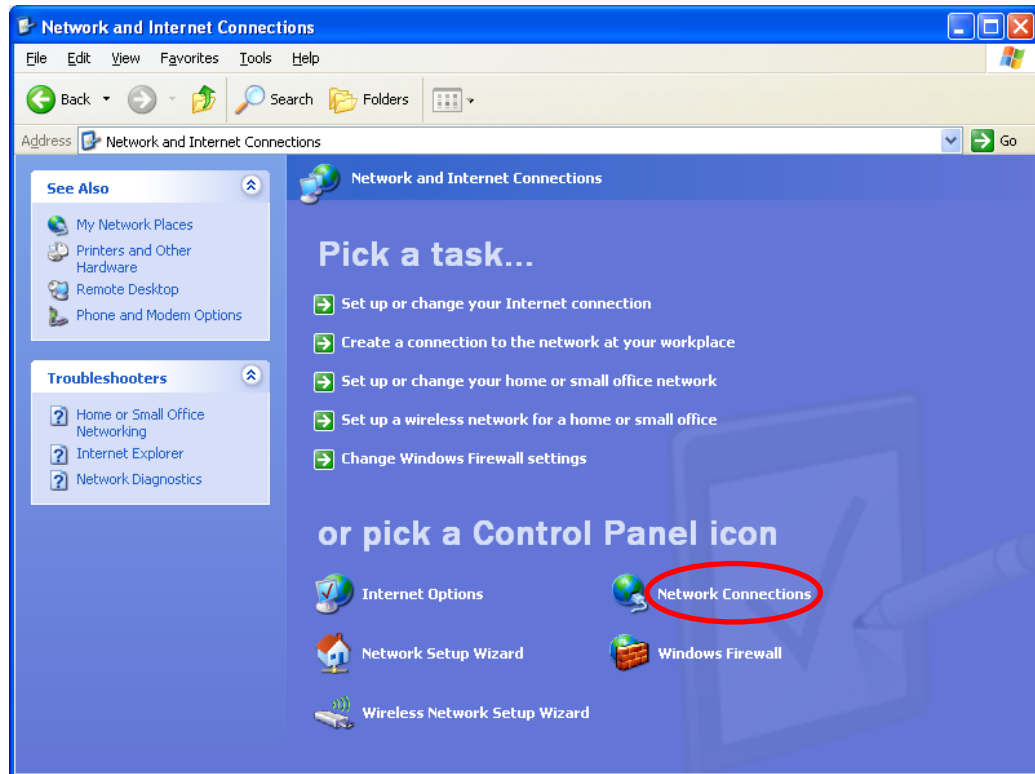 Network and Internet Connections
File Edit View Favorites Tools Help
Back Search Folders
Address Network and Internet Connections Go
See Also
My Network Places
Printers and Other
Hardware
Remote Desktop
Phone and Modem Options
Troubleshooters
Home or Small Office
Networking
Internet Explorer
Network Diagnostics
Network and Internet Connections
Pick a task...
Set up or change your Internet connection
Create a connection to the network at your workplace
Set up or change your home or small office network
Set up a wireless network for a home or small office
Change Windows Firewall settings
or pick a Control Panel icon
Internet Options Network Connections
Network Setup Wizard Windows Firewall
Wireless Network Setup Wizard